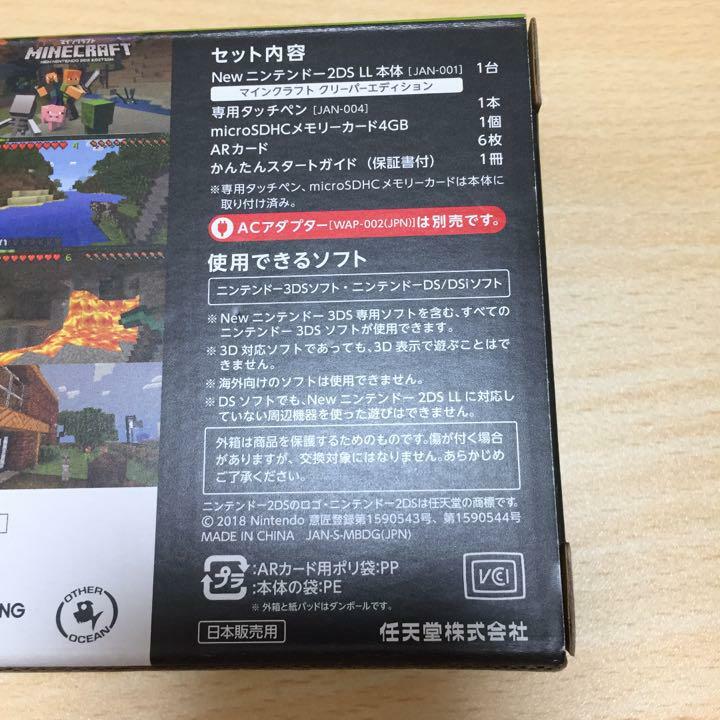 マインクラフト
MINECRAFT
NEW NINTENDO 3DS EDITION
セット内容
Newニンテンドー2DS LL 本体 [JAN-001] 1台
マインクラフト クリーパーエディション
専用タッチペン [JAN-004] 1本
microSDHCメモリーカード4GB 1個
ARカード 6枚
かんたんスタートガイド（保証書付） 1冊
※専用タッチペン、microSDHCメモリーカードは本体に
取り付け済み。
ACアダプター[WAP-002(JPN)]は別売です。
使用できるソフト
ニンテンドー3DSソフト・ニンテンドーDS/DSiソフト
※New ニンテンドー 3DS 専用ソフトを含む、すべての
ニンテンドー 3DS ソフトが使用できます。
※3D 対応ソフトであっても、3D 表示で遊ぶことはで
きません。
※海外向けのソフトは使用できません。
※DS ソフトでも、New ニンテンドー 2DS LL に対応し
ていない周辺機器を使った遊びはできません。
外箱は商品を保護するためのものです。傷が付く場合
がありますが、交換対象にはなりません。あらかじめ
ご了承ください。
ニンテンドー2DSのロゴ・ニンテンドー2DSは任天堂の商標です。
© 2018 Nintendo 意匠登録第1590543号、第1590544号
MADE IN CHINA JAN-S-MBDG(JPN)
プラ
:ARカード用ポリ袋:PP
:本体の袋:PE
※ 外箱と紙パッドはダンボールです。
VCCI
NG
OTHER
OCEAN
日本販売用
任天堂株式会社